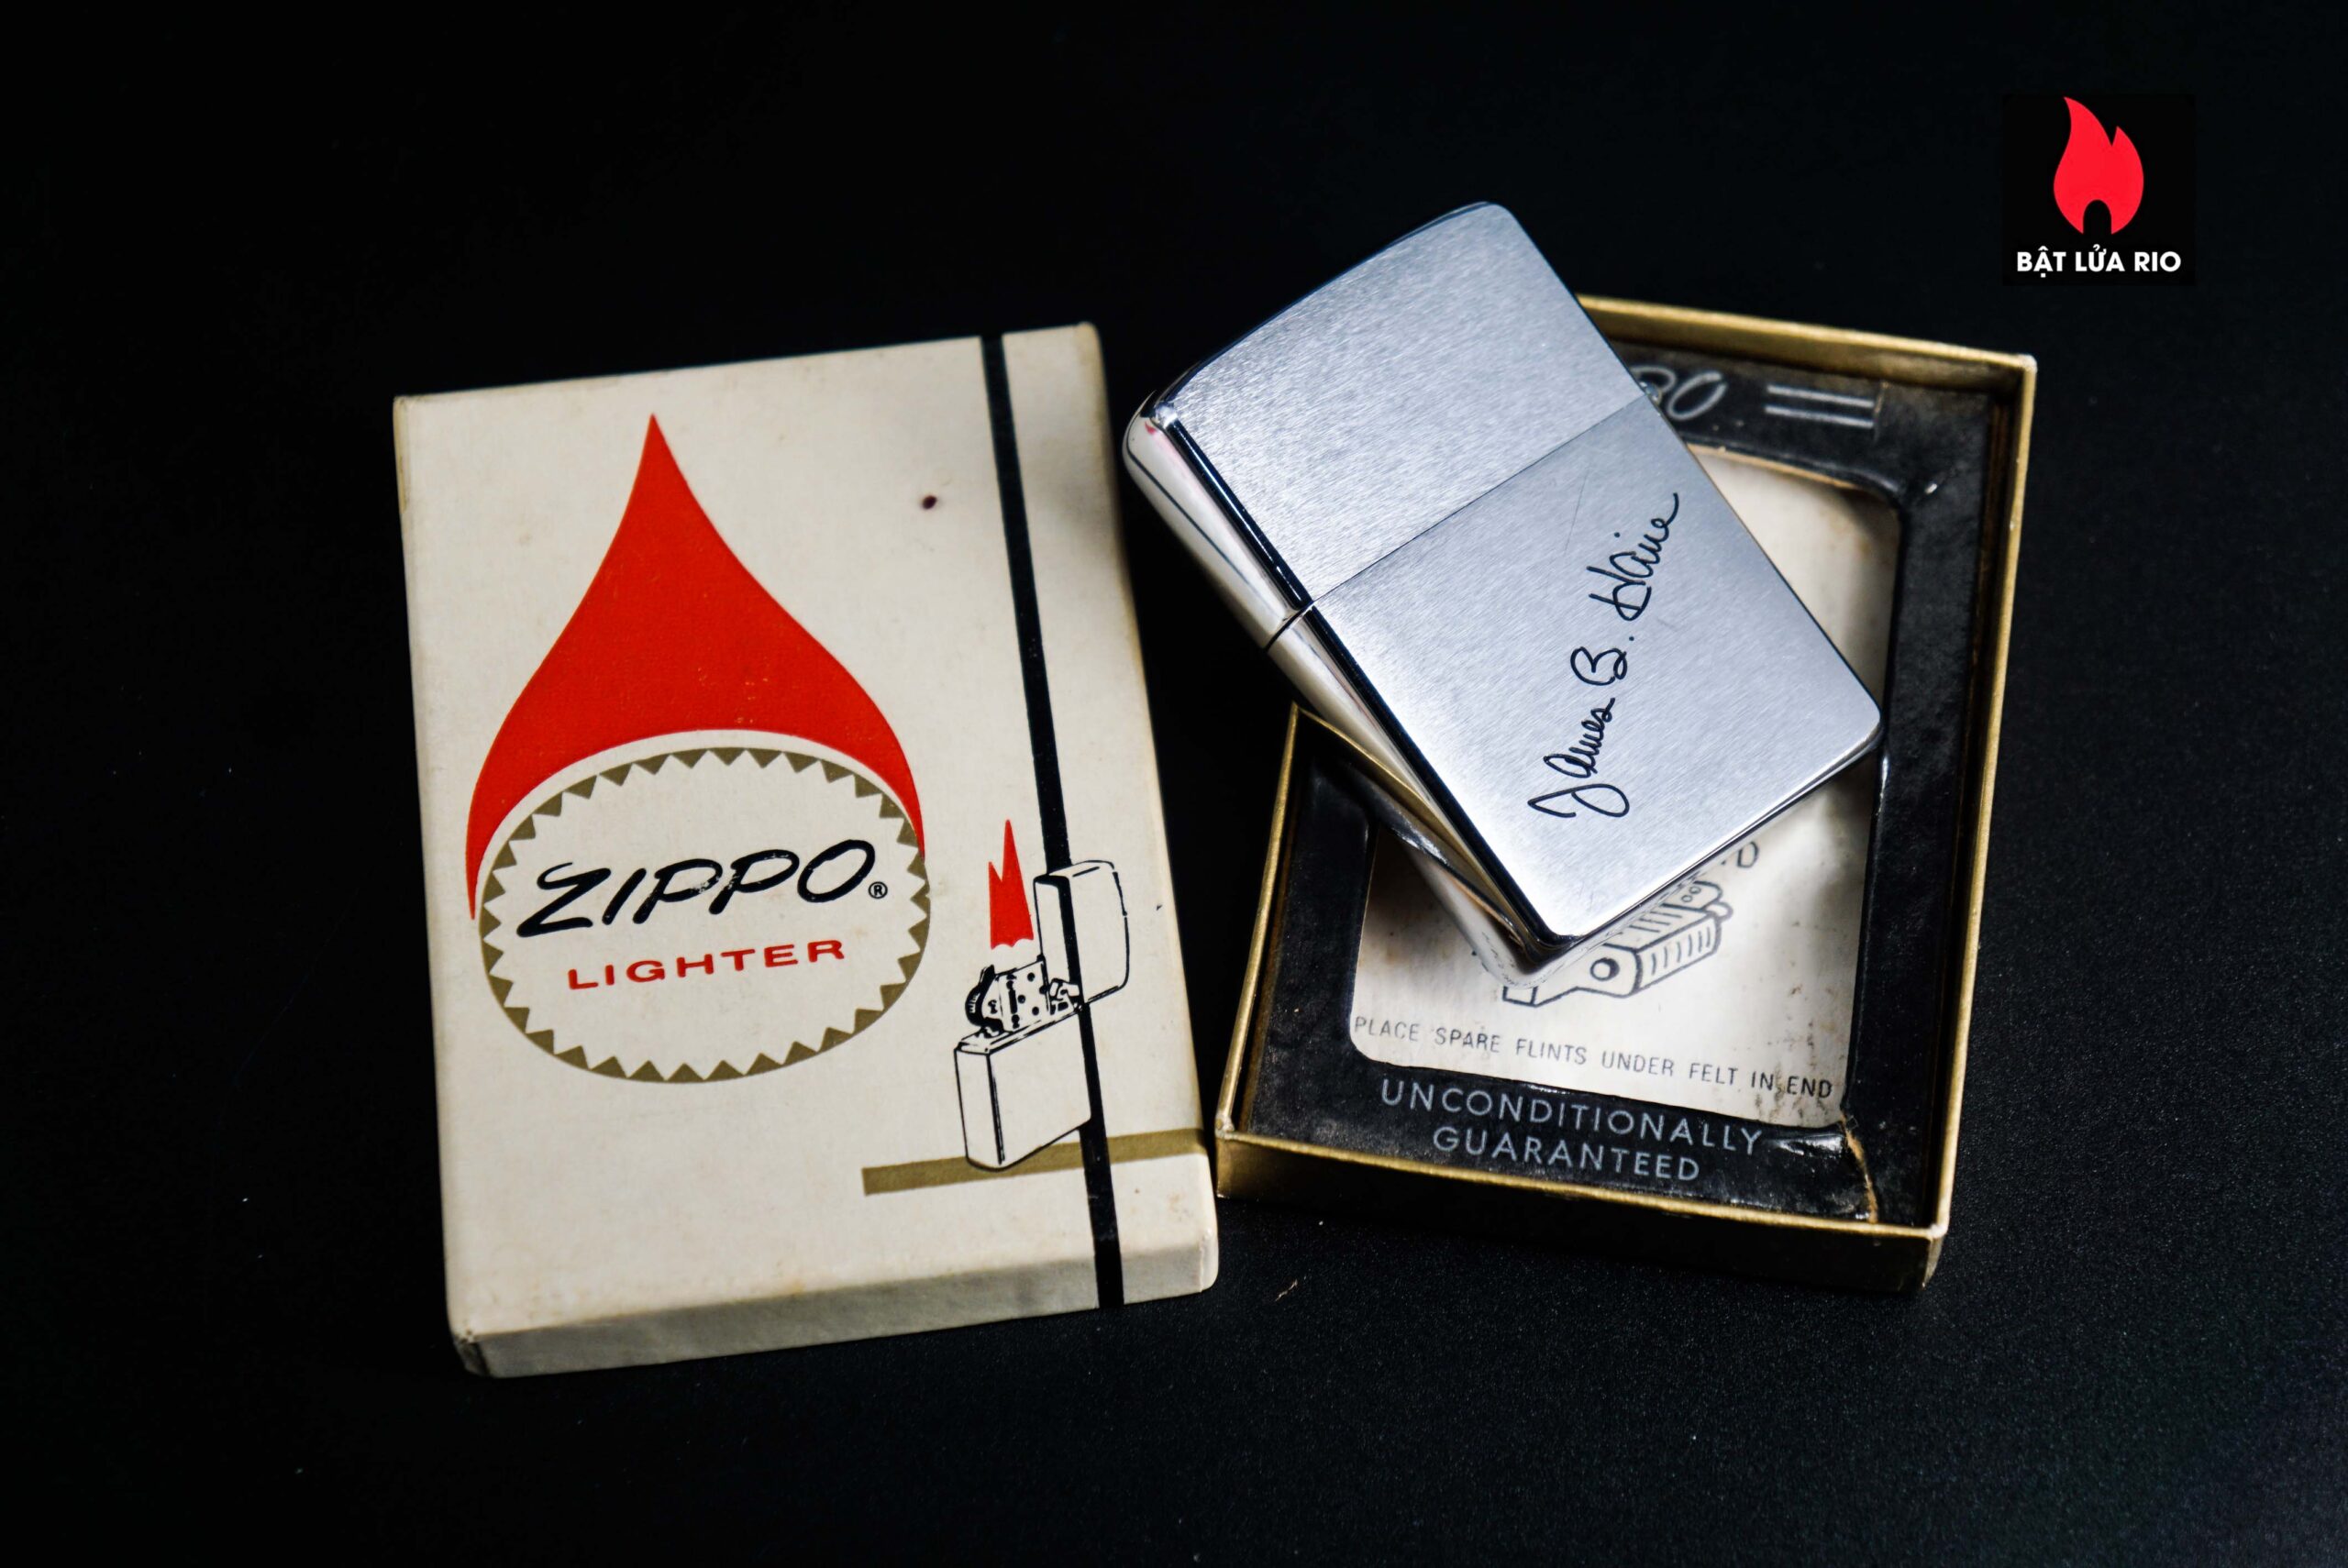 BẬT LỬA RIO
ZIPPO®
LIGHTER
James B. Haire
PLACE SPARE FLINTS UNDER FELT IN END
UNCONDITIONALLY
GUARANTEED